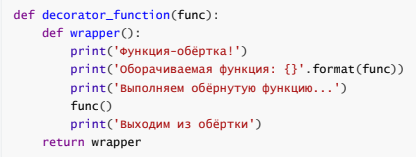 def decorator_function(func):
    def wrapper():
        print('Функция-обёртка!')
        print('Оборачиваемая функция: {}'.format(func))
        print('Выполняем обёрнутую функцию...')
        func()
        print('Выходим из обёртки')
    return wrapper